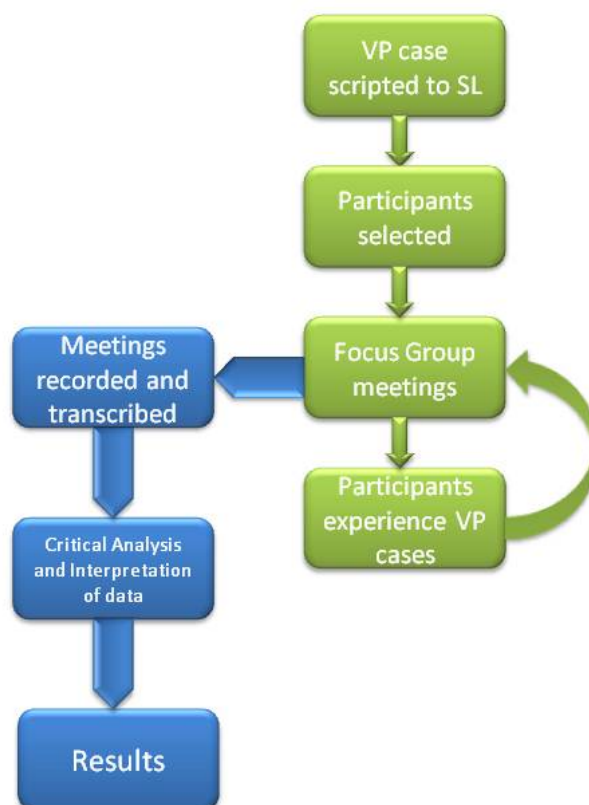 VP case
scripted to SL
Participants
selected
Focus Group
meetings
Participants
experience VP
cases
Meetings
recorded and
transcribed
Critical Analysis
and Interpretation
of data
Results